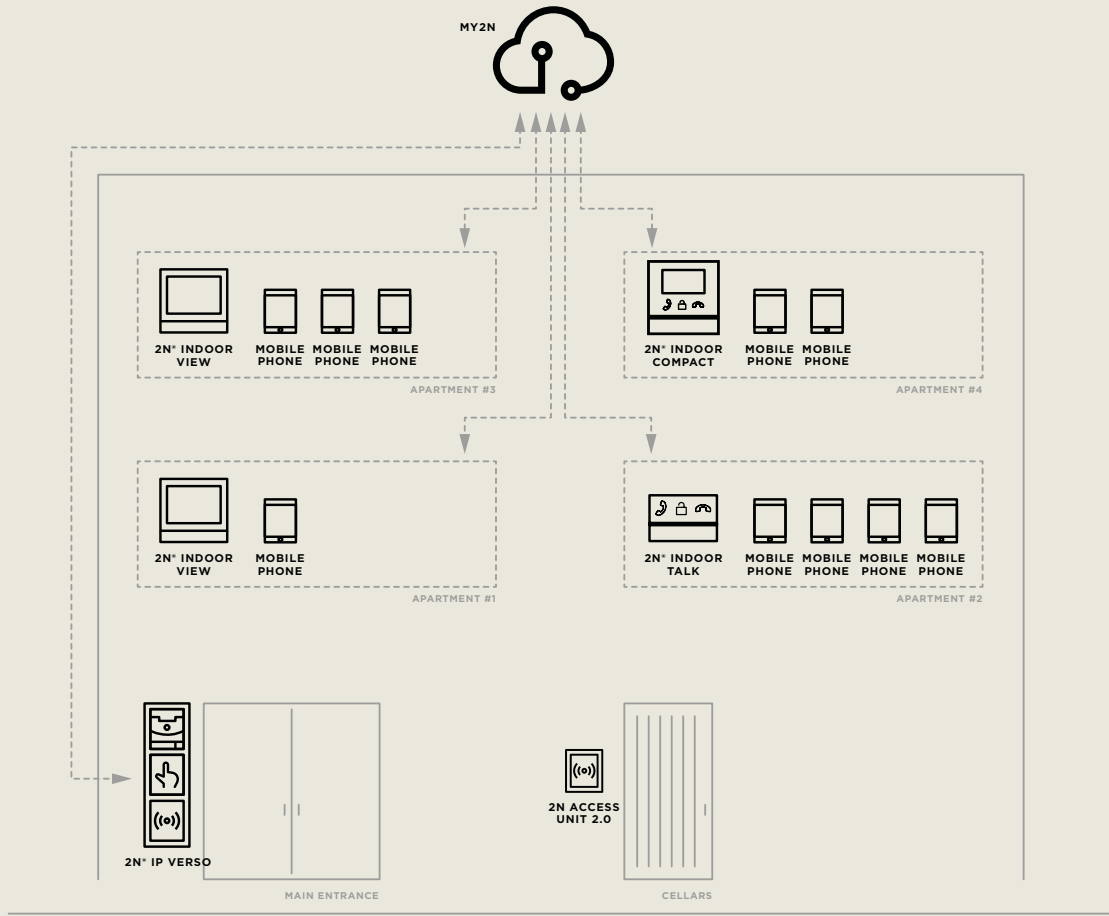 MY2N
2N® INDOOR
VIEW
MOBILE
PHONE
MOBILE
PHONE
MOBILE
PHONE
APARTMENT #3
2N® INDOOR
COMPACT
MOBILE
PHONE
MOBILE
PHONE
APARTMENT #4
2N® INDOOR
VIEW
MOBILE
PHONE
APARTMENT #1
2N® INDOOR
TALK
MOBILE
PHONE
MOBILE
PHONE
MOBILE
PHONE
MOBILE
PHONE
APARTMENT #2
2N® IP VERSO
MAIN ENTRANCE
2N ACCESS
UNIT 2.0
CELLARS